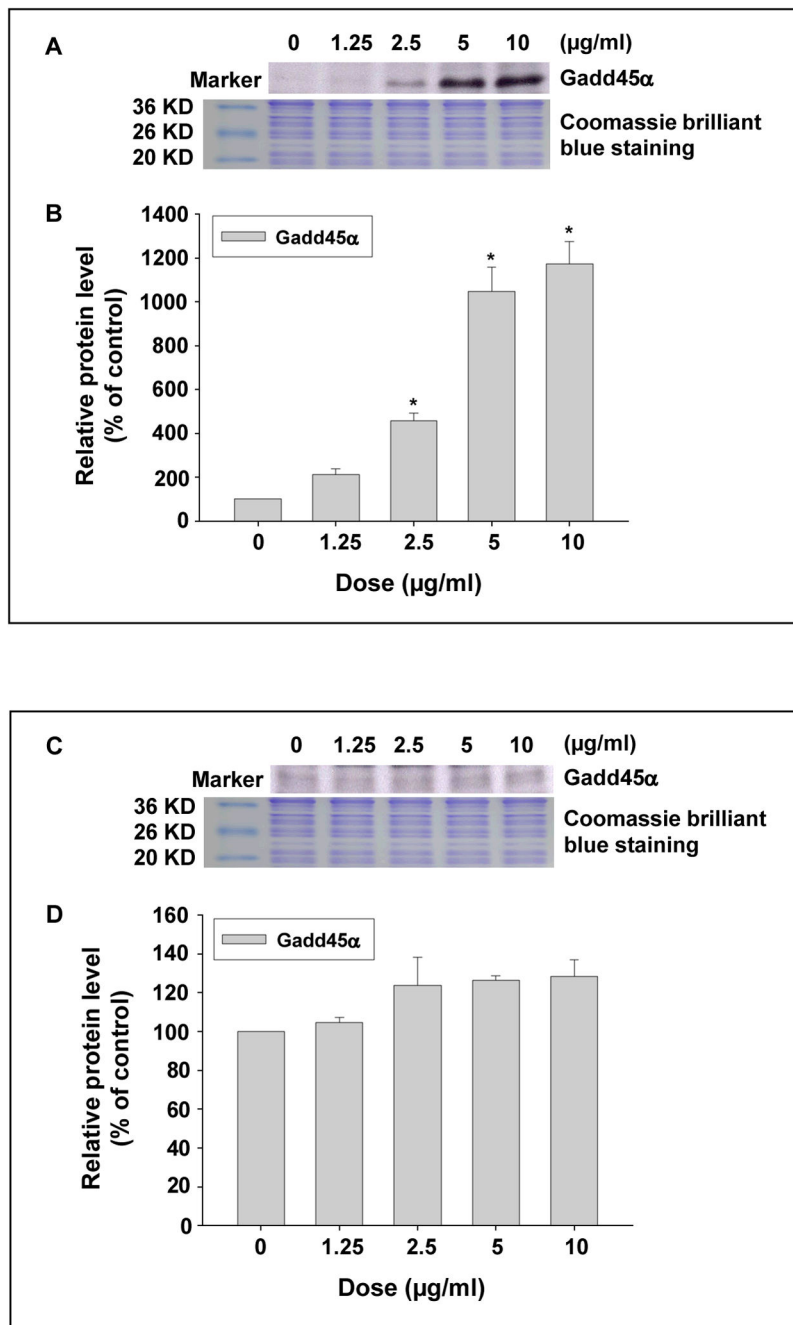 A
0 1.25 2.5 5 10 (µg/ml)
Marker Gadd45α
36 KD
26 KD
20 KD
Coomassie brilliant
blue staining
B
Relative protein level
(% of control)
1400
1200
1000
800
600
400
200
0
Gadd45α
* * *
0 1.25 2.5 5 10
Dose (µg/ml)
C
0 1.25 2.5 5 10 (µg/ml)
Marker Gadd45α
36 KD
26 KD
20 KD
Coomassie brilliant
blue staining
D
Relative protein level
(% of control)
160
140
120
100
80
60
40
20
0
Gadd45α
0 1.25 2.5 5 10
Dose (µg/ml)